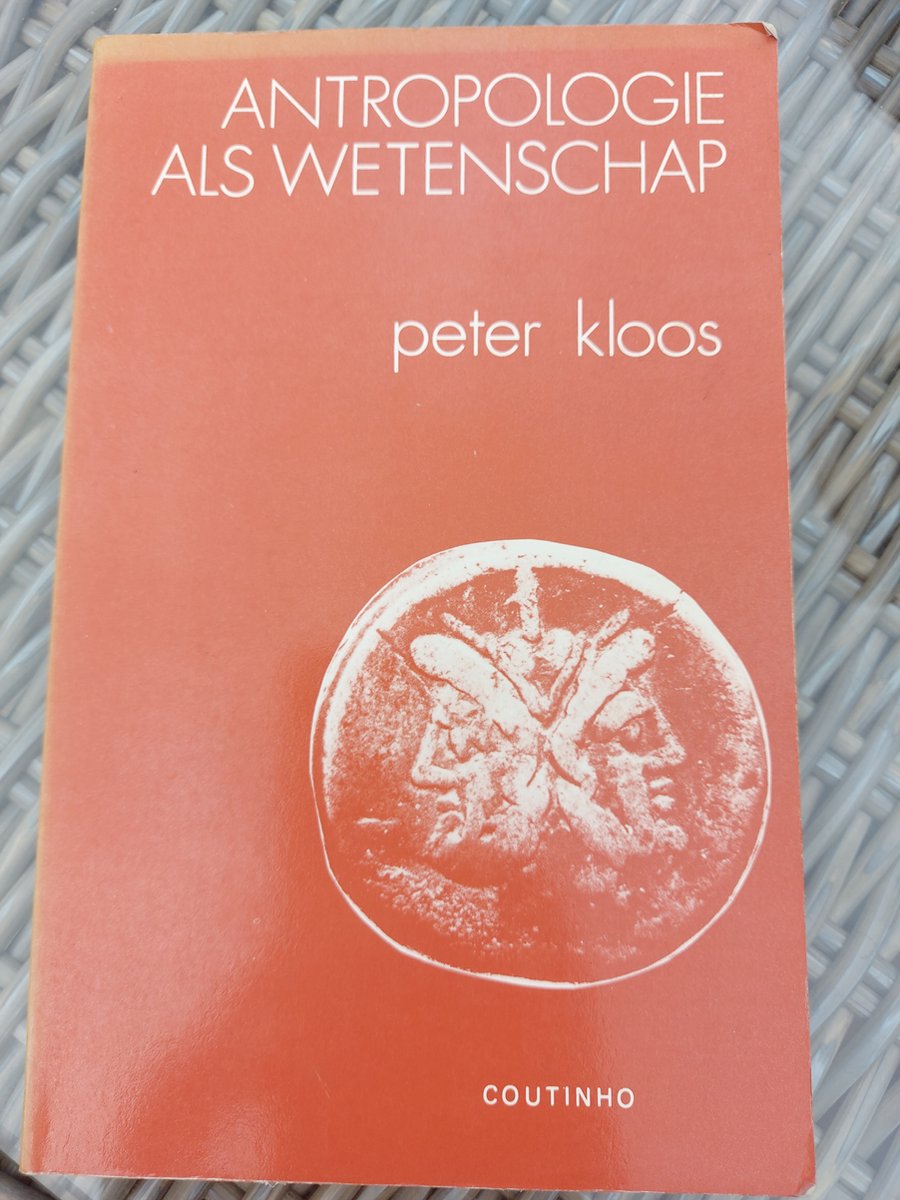 ANTROPOLOGIE
ALS WETENSCHAP
peter kloos
COUTINHO